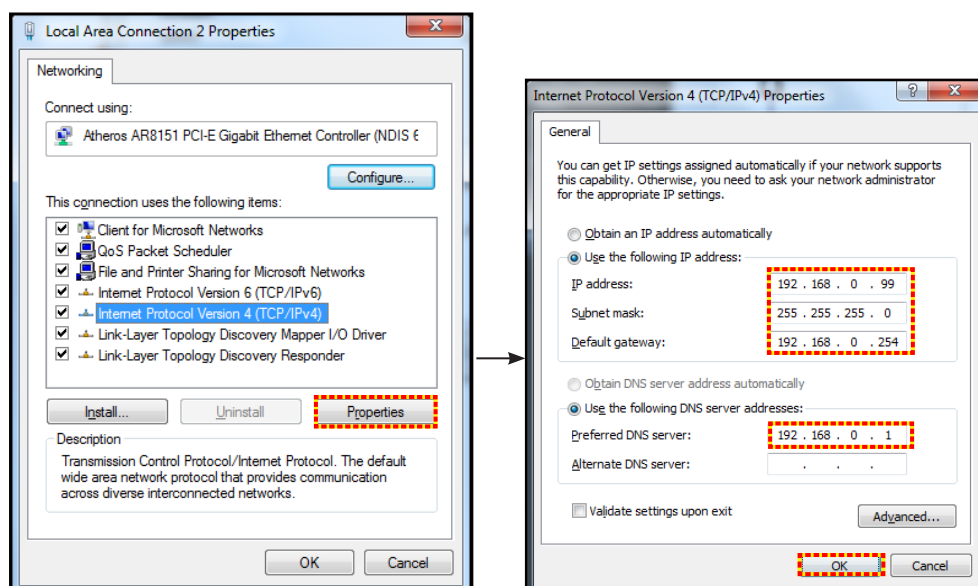 Local Area Connection 2 Properties
Networking
Connect using:
Atheros AR8151 PCI-E Gigabit Ethernet Controller (NDIS 6
Configure...
This connection uses the following items:
Client for Microsoft Networks
QoS Packet Scheduler
File and Printer Sharing for Microsoft Networks
Internet Protocol Version 6 (TCP/IPv6)
Internet Protocol Version 4 (TCP/IPv4)
Link-Layer Topology Discovery Mapper I/O Driver
Link-Layer Topology Discovery Responder
Install... Uninstall Properties
Description
Transmission Control Protocol/Internet Protocol. The default
wide area network protocol that provides communication
across diverse interconnected networks.
OK Cancel
Internet Protocol Version 4 (TCP/IPv4) Properties
General
You can get IP settings assigned automatically if your network supports
this capability. Otherwise, you need to ask your network administrator
for the appropriate IP settings.
Obtain an IP address automatically
Use the following IP address:
IP address: 192 . 168 . 0 . 99
Subnet mask: 255 . 255 . 255 . 0
Default gateway: 192 . 168 . 0 . 254
Obtain DNS server address automatically
Use the following DNS server addresses:
Preferred DNS server: 192 . 168 . 0 . 1
Alternate DNS server: . . .
Validate settings upon exit
Advanced...
OK Cancel